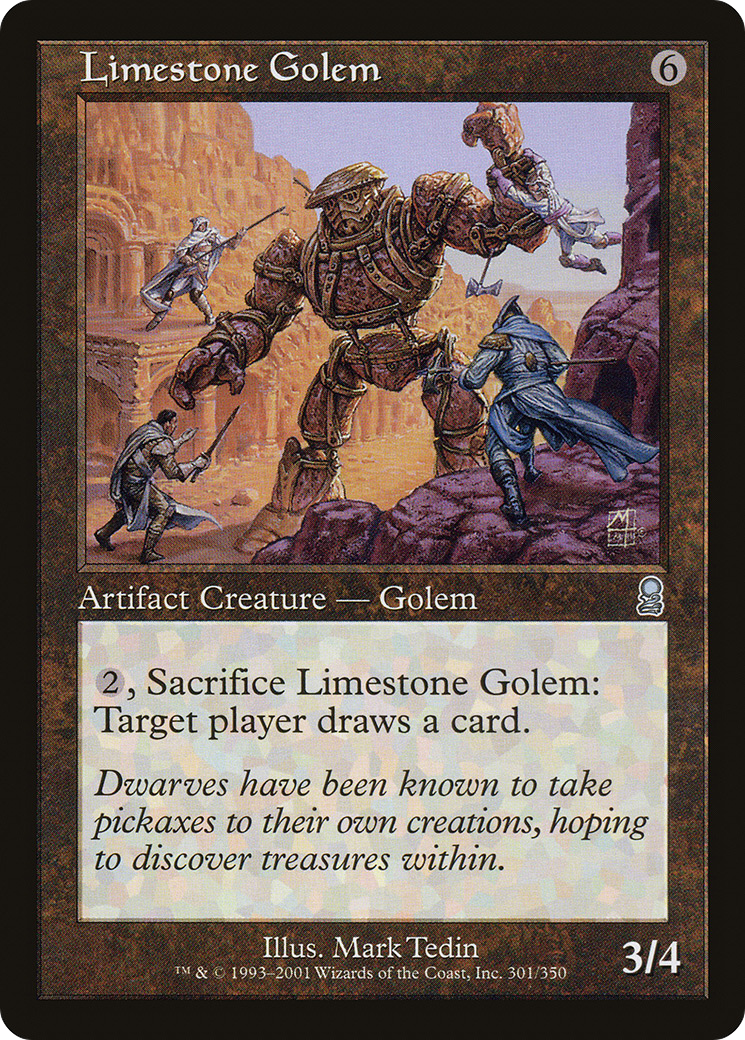 Limestone Golem 6
Artifact Creature — Golem
2, Sacrifice Limestone Golem:
Target player draws a card.
Dwarves have been known to take
pickaxes to their own creations, hoping
to discover treasures within.
Illus. Mark Tedin
™ & © 1993–2001 Wizards of the Coast, Inc. 301/350
3/4